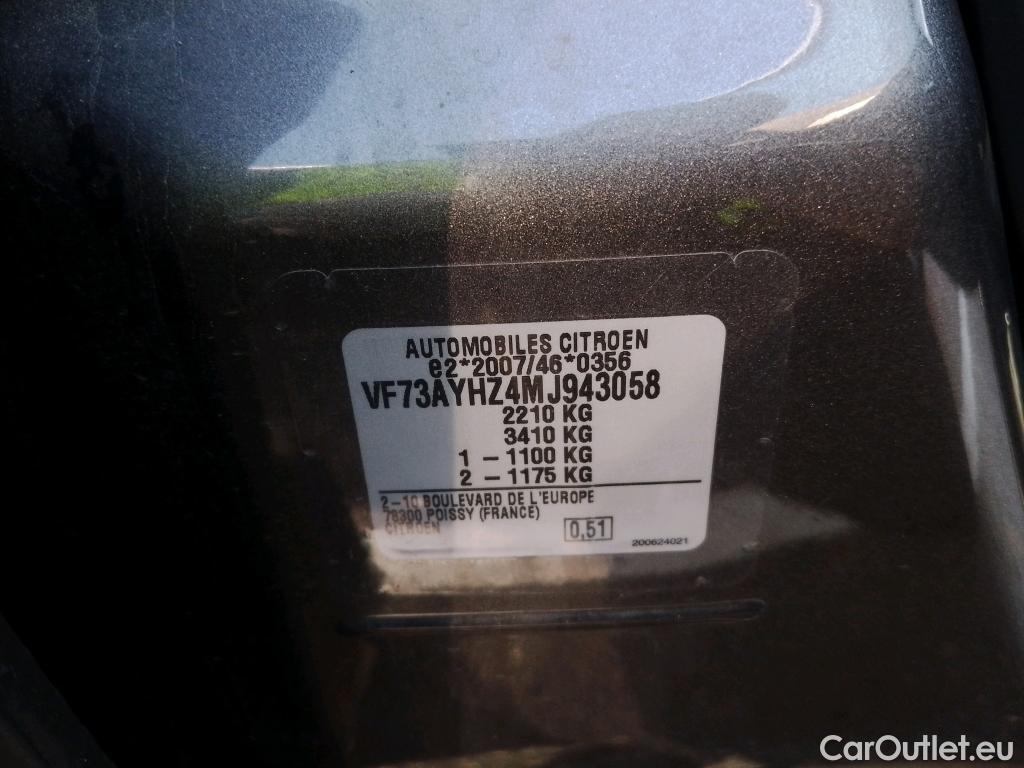 AUTOMOBILES CITROEN
e2*2007/46*0356
VF73AYHZ4MJ943058
2210 KG
3410 KG
1 - 1100 KG
2 - 1175 KG
2-10 BOULEVARD DE L'EUROPE
78300 POISSY (FRANCE)
CITROEN
0,51
200624021
CarOutlet.eu